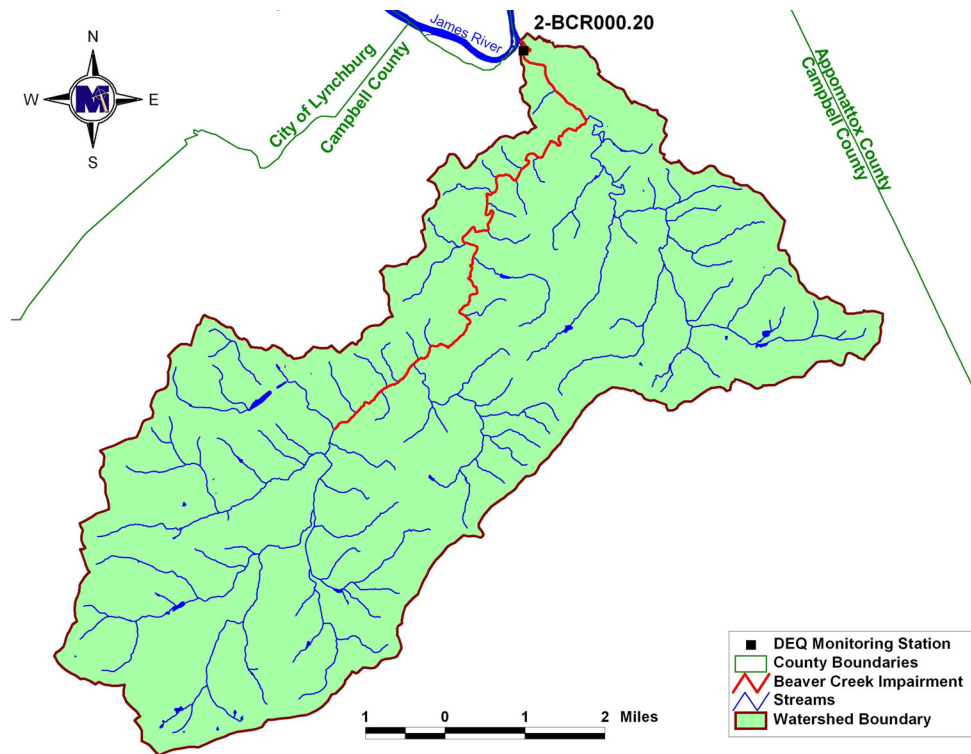 2-BCR000.20
James River
N
W
E
S
M
City of Lynchburg
Campbell County
Appomattox County
Campbell County
DEQ Monitoring Station
County Boundaries
Beaver Creek Impairment
Streams
Watershed Boundary
1 0 1 2 Miles